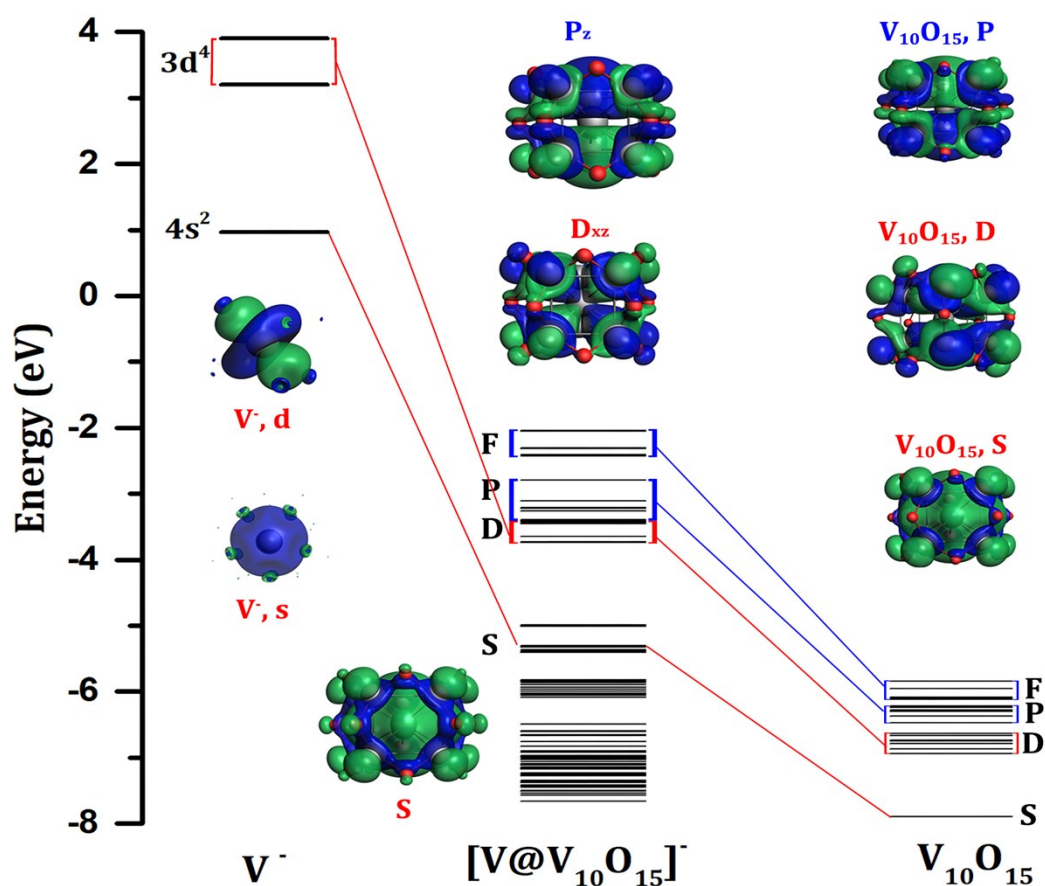 4
2
0
-2
-4
-6
-8
Energy (eV)
3d⁴
4s²
V⁻, d
V⁻, s
S
V⁻
Pz
Dxz
F
P
D
S
[V@V₁₀O₁₅]⁻
V₁₀O₁₅, P
V₁₀O₁₅, D
V₁₀O₁₅, S
F
P
D
S
V₁₀O₁₅